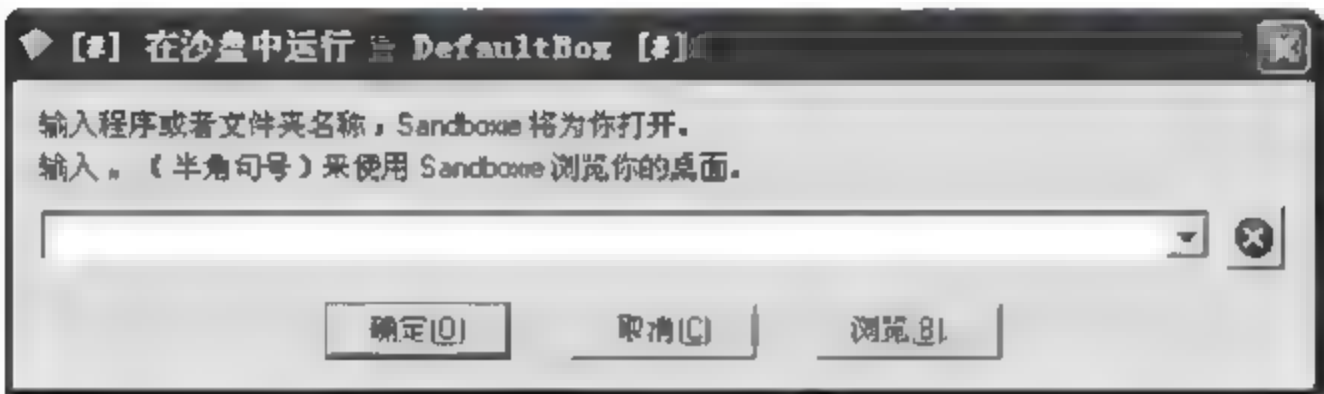 [#] 在沙盘中运行 DefaultBox [#]
输入程序或者文件夹名称，Sandboxie 将为你打开。
输入 。（半角句号）来使用 Sandboxie 浏览你的桌面。
确定(O) 取消(C) 浏览(B)